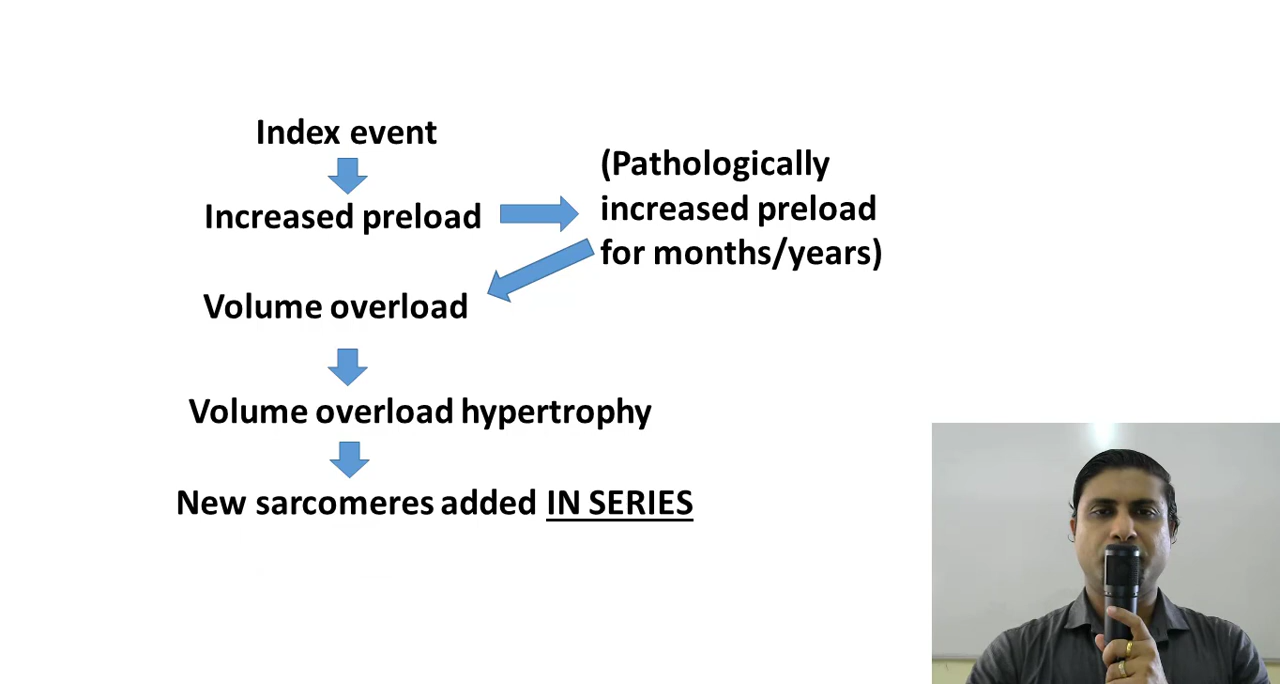 Index event
Increased preload
(Pathologically
increased preload
for months/years)
Volume overload
Volume overload hypertrophy
New sarcomeres added IN SERIES